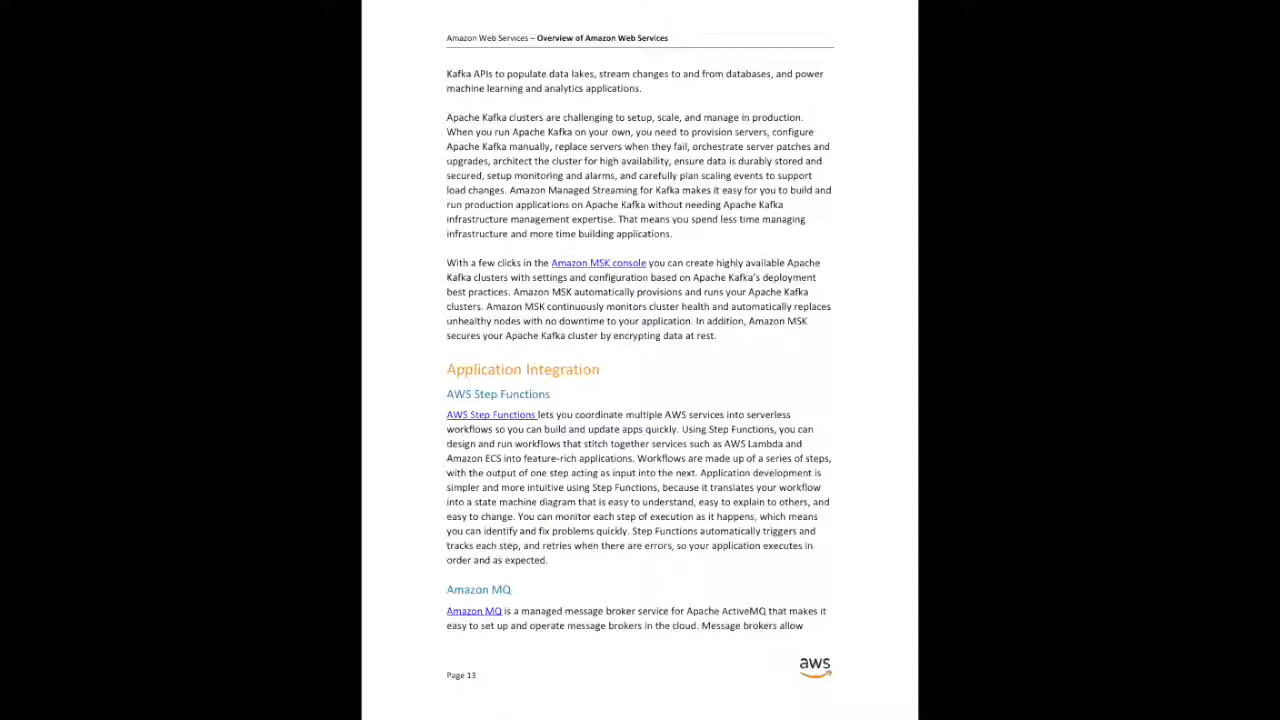 Amazon Web Services – Overview of Amazon Web Services
Kafka APIs to populate data lakes, stream changes to and from databases, and power
machine learning and analytics applications.
Apache Kafka clusters are challenging to setup, scale, and manage in production.
When you run Apache Kafka on your own, you need to provision servers, configure
Apache Kafka manually, replace servers when they fail, orchestrate server patches and
upgrades, architect the cluster for high availability, ensure data is durably stored and
secured, setup monitoring and alarms, and carefully plan scaling events to support
load changes. Amazon Managed Streaming for Kafka makes it easy for you to build and
run production applications on Apache Kafka without needing Apache Kafka
infrastructure management expertise. That means you spend less time managing
infrastructure and more time building applications.
With a few clicks in the Amazon MSK console you can create highly available Apache
Kafka clusters with settings and configuration based on Apache Kafka's deployment
best practices. Amazon MSK automatically provisions and runs your Apache Kafka
clusters. Amazon MSK continuously monitors cluster health and automatically replaces
unhealthy nodes with no downtime to your application. In addition, Amazon MSK
secures your Apache Kafka cluster by encrypting data at rest.
Application Integration
AWS Step Functions
AWS Step Functions lets you coordinate multiple AWS services into serverless
workflows so you can build and update apps quickly. Using Step Functions, you can
design and run workflows that stitch together services such as AWS Lambda and
Amazon ECS into feature-rich applications. Workflows are made up of a series of steps,
with the output of one step acting as input into the next. Application development is
simpler and more intuitive using Step Functions, because it translates your workflow
into a state machine diagram that is easy to understand, easy to explain to others, and
easy to change. You can monitor each step of execution as it happens, which means
you can identify and fix problems quickly. Step Functions automatically triggers and
tracks each step, and retries when there are errors, so your application executes in
order and as expected.
Amazon MQ
Amazon MQ is a managed message broker service for Apache ActiveMQ that makes it
easy to set up and operate message brokers in the cloud. Message brokers allow
aws
Page 13